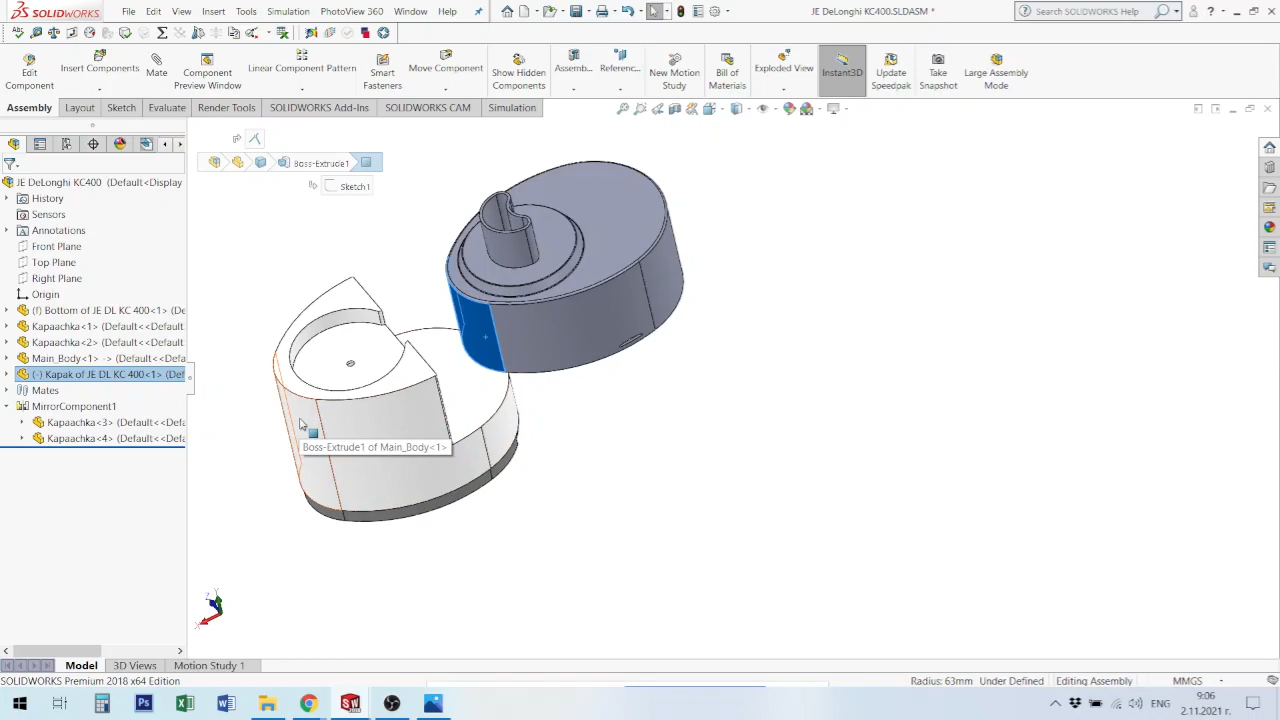 SOLIDWORKS File Edit View Insert Tools Simulation PhotoView 360 Window Help JE DeLonghi KC400.SLDASM * Search SOLIDWORKS Help
Edit Component
Insert Components
Mate
Component Preview Window
Linear Component Pattern
Smart Fasteners
Move Component
Show Hidden Components
Assemb...
Referenc...
New Motion Study
Bill of Materials
Exploded View
Instant3D
Update Speedpak
Take Snapshot
Large Assembly Mode
Assembly Layout Sketch Evaluate Render Tools SOLIDWORKS Add-Ins SOLIDWORKS CAM Simulation
Boss-Extrude1
Sketch1
JE DeLonghi KC400 (Default<Display
History
Sensors
Annotations
Front Plane
Top Plane
Right Plane
Origin
(f) Bottom of JE DL KC 400<1> (De
Kapaachka<1> (Default<<Default
Kapaachka<2> (Default<<Default
Main_Body<1> -> (Default<<Defa
(-) Kapak of JE DL KC 400<1> (Def
Mates
MirrorComponent1
Kapaachka<3> (Default<<Defa
Kapaachka<4> (Default<<Defa
Boss-Extrude1 of Main_Body<1>
Y
Z
X
Model 3D Views Motion Study 1
SOLIDWORKS Premium 2018 x64 Edition Radius: 63mm Under Defined Editing Assembly MMGS
ENG
9:06
2.11.2021 г.